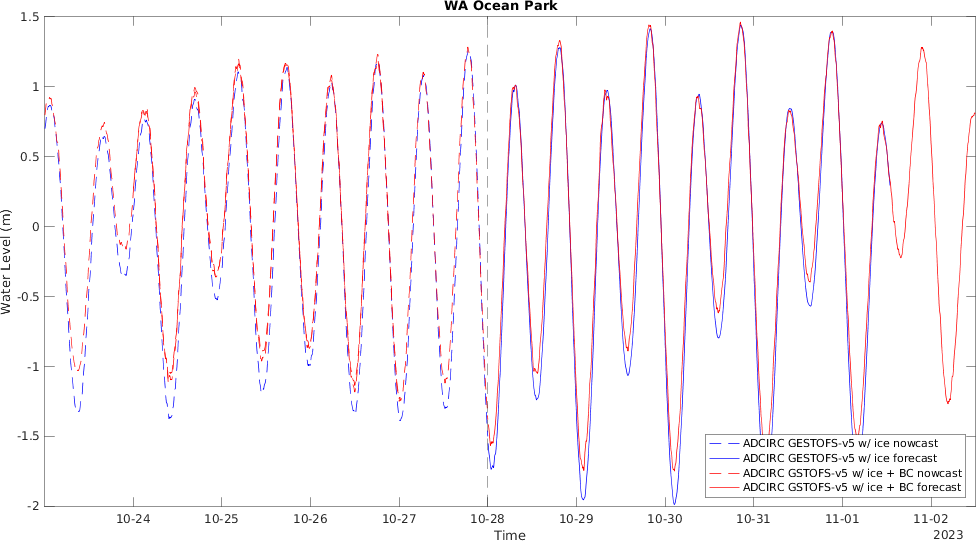 WA Ocean Park
1.5
1
0.5
0
-0.5
-1
-1.5
-2
Water Level (m)
10-24 10-25 10-26 10-27 10-28 10-29 10-30 10-31 11-01 11-02
Time
2023
ADCIRC GESTOFS-v5 w/ ice nowcast
ADCIRC GESTOFS-v5 w/ ice forecast
ADCIRC GSTOFS-v5 w/ ice + BC nowcast
ADCIRC GSTOFS-v5 w/ ice + BC forecast